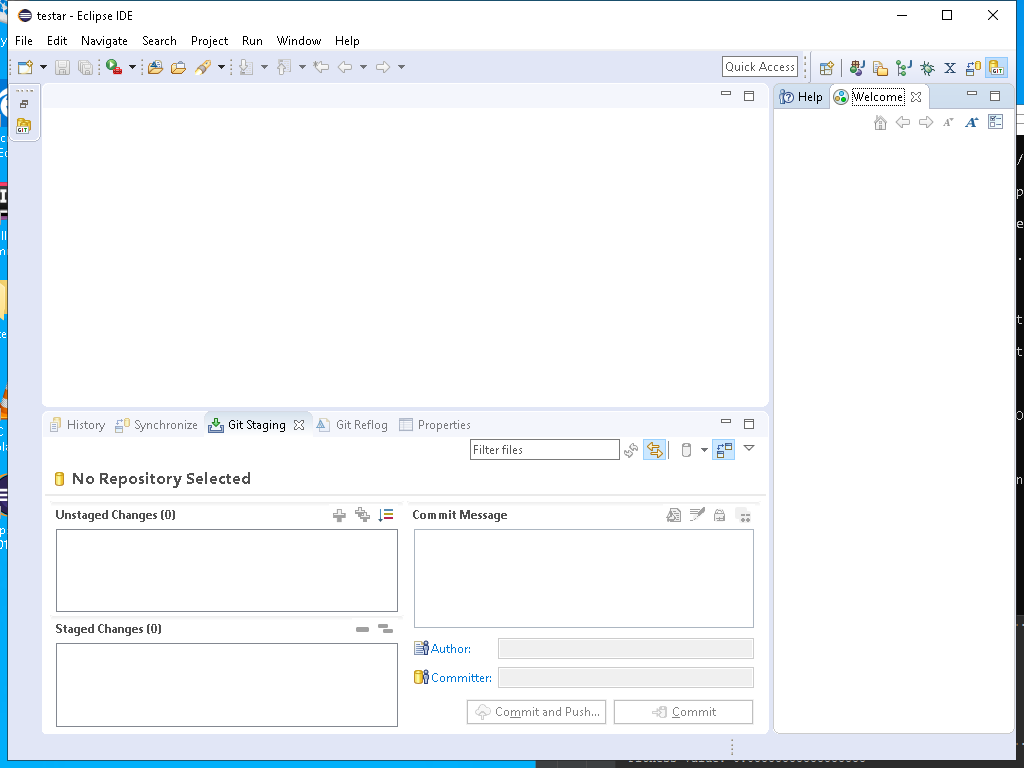 testar - Eclipse IDE
File Edit Navigate Search Project Run Window Help
Quick Access
Help Welcome
History Synchronize Git Staging Git Reflog Properties
Filter files
No Repository Selected
Unstaged Changes (0)
Commit Message
Staged Changes (0)
Author:
Committer:
Commit and Push...
Commit